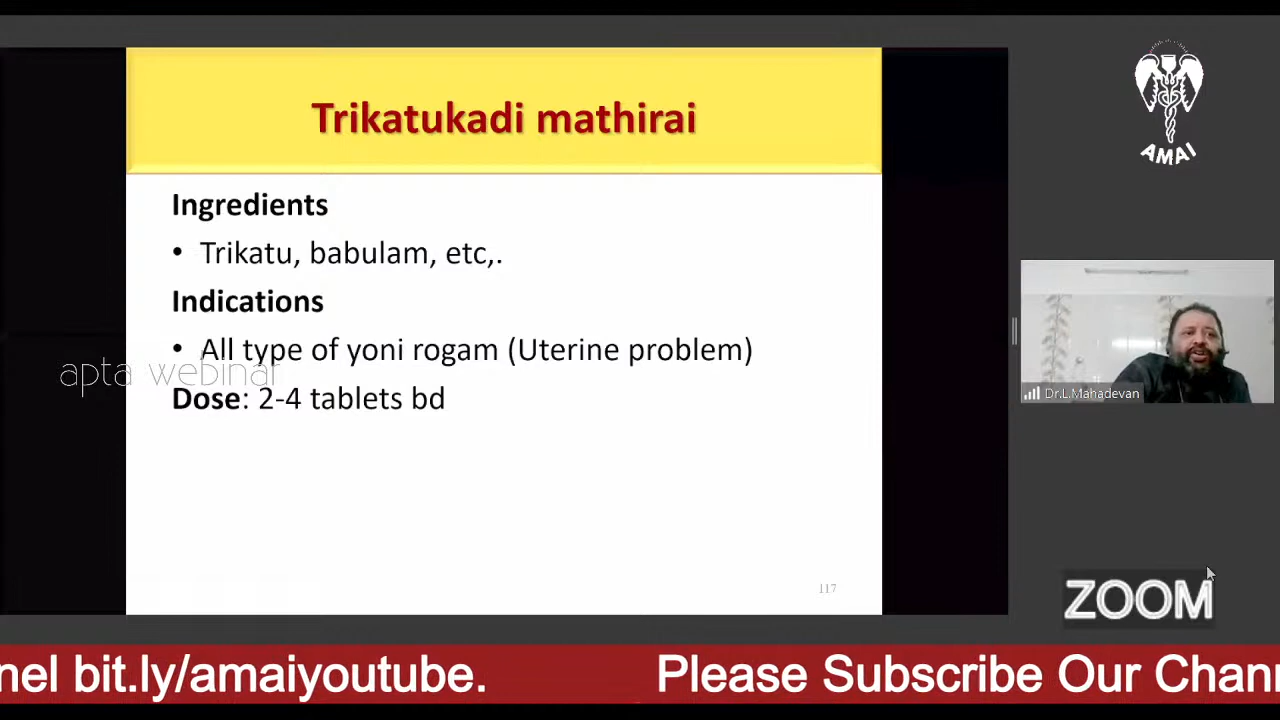 Trikatukadi mathirai
Ingredients
• Trikatu, babulam, etc,.
Indications
• All type of yoni rogam (Uterine problem)
apta webinar
Dose: 2-4 tablets bd
117
AMAI
Dr.L.Mahadevan
ZOOM
nel bit.ly/amaiyoutube. Please Subscribe Our Chann